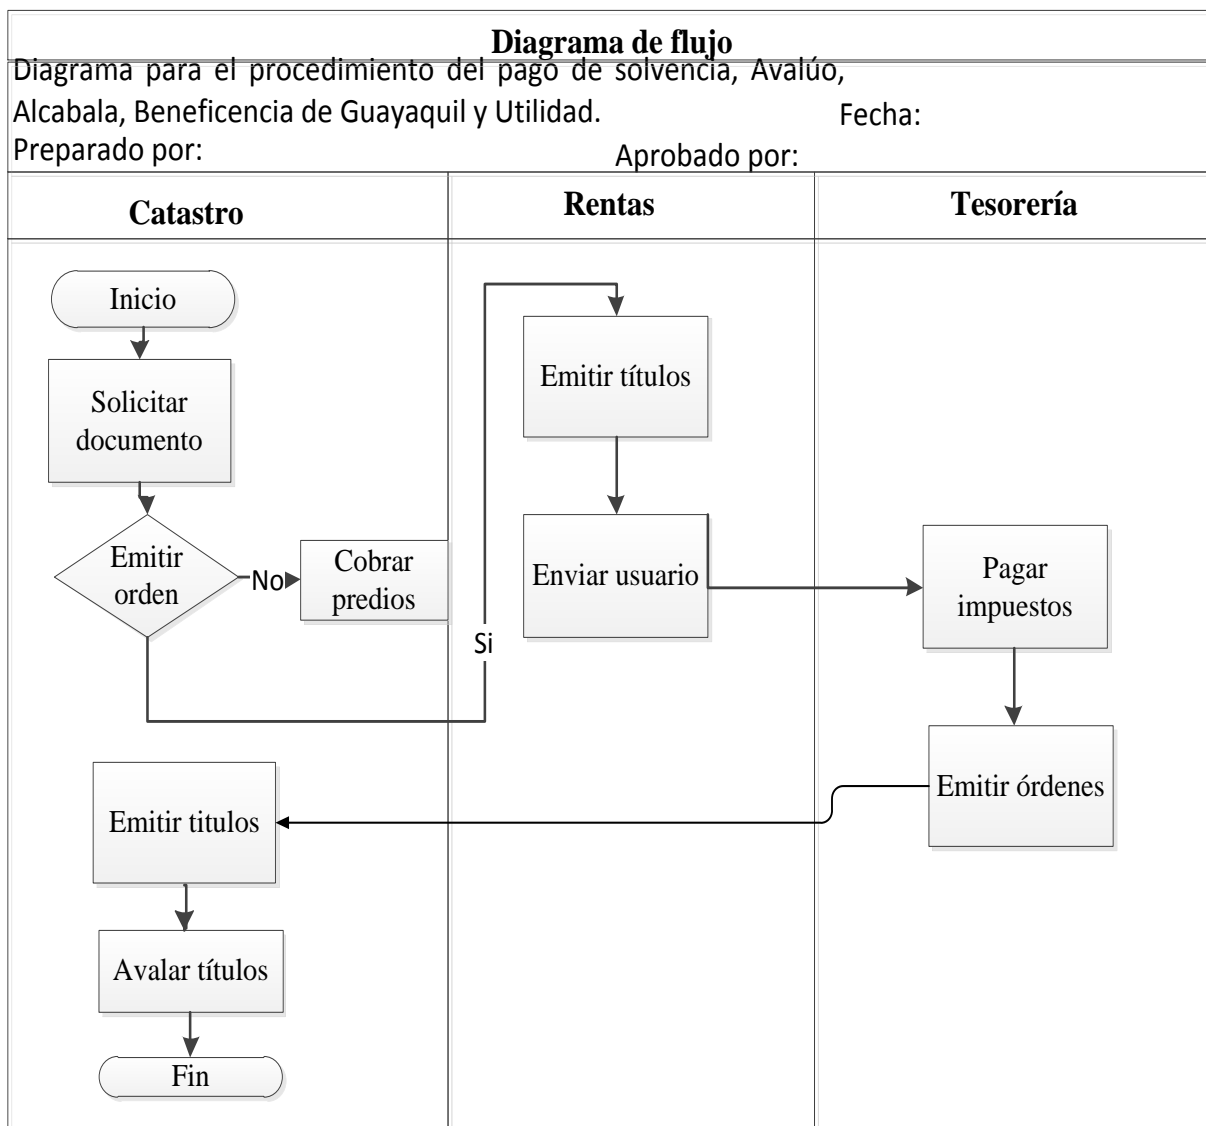 Diagrama de flujo
Diagrama para el procedimiento del pago de solvencia, Avalúo,
Alcabala, Beneficencia de Guayaquil y Utilidad.
Fecha:
Preparado por:
Aprobado por:
Catastro
Rentas
Tesorería
Inicio
Solicitar
documento
Emitir
orden
No
Cobrar
predios
Si
Emitir títulos
Enviar usuario
Pagar
impuestos
Emitir órdenes
Emitir titulos
Avalar títulos
Fin